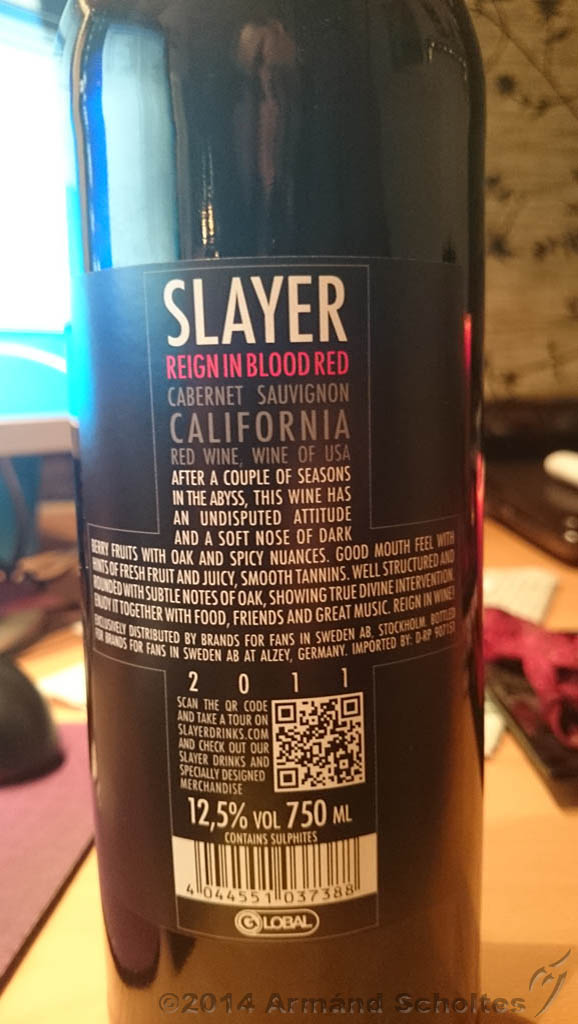 SLAYER
REIGN IN BLOOD RED
CABERNET SAUVIGNON
CALIFORNIA
RED WINE, WINE OF USA
AFTER A COUPLE OF SEASONS
IN THE ABYSS, THIS WINE HAS
AN UNDISPUTED ATTITUDE
AND A SOFT NOSE OF DARK
BERRY FRUITS WITH OAK AND SPICY NUANCES. GOOD MOUTH FEEL WITH
HINTS OF FRESH FRUIT AND JUICY, SMOOTH TANNINS. WELL STRUCTURED AND
ROUNDED WITH SUBTLE NOTES OF OAK, SHOWING TRUE DIVINE INTERVENTION.
ENJOY IT TOGETHER WITH FOOD, FRIENDS AND GREAT MUSIC. REIGN IN WINE!
EXCLUSIVELY DISTRIBUTED BY BRANDS FOR FANS IN SWEDEN AB, STOCKHOLM. BOTTLED
FOR BRANDS FOR FANS IN SWEDEN AB AT ALZEY, GERMANY. IMPORTED BY: D-RP 907151
2011
SCAN THE QR CODE
AND TAKE A TOUR ON
SLAYERDRINKS.COM
AND CHECK OUT OUR
SLAYER DRINKS AND
SPECIALLY DESIGNED
MERCHANDISE
12,5% VOL 750 ML
CONTAINS SULPHITES
4 044551 037388
GLOBAL
©2014 Armánd Scholtes